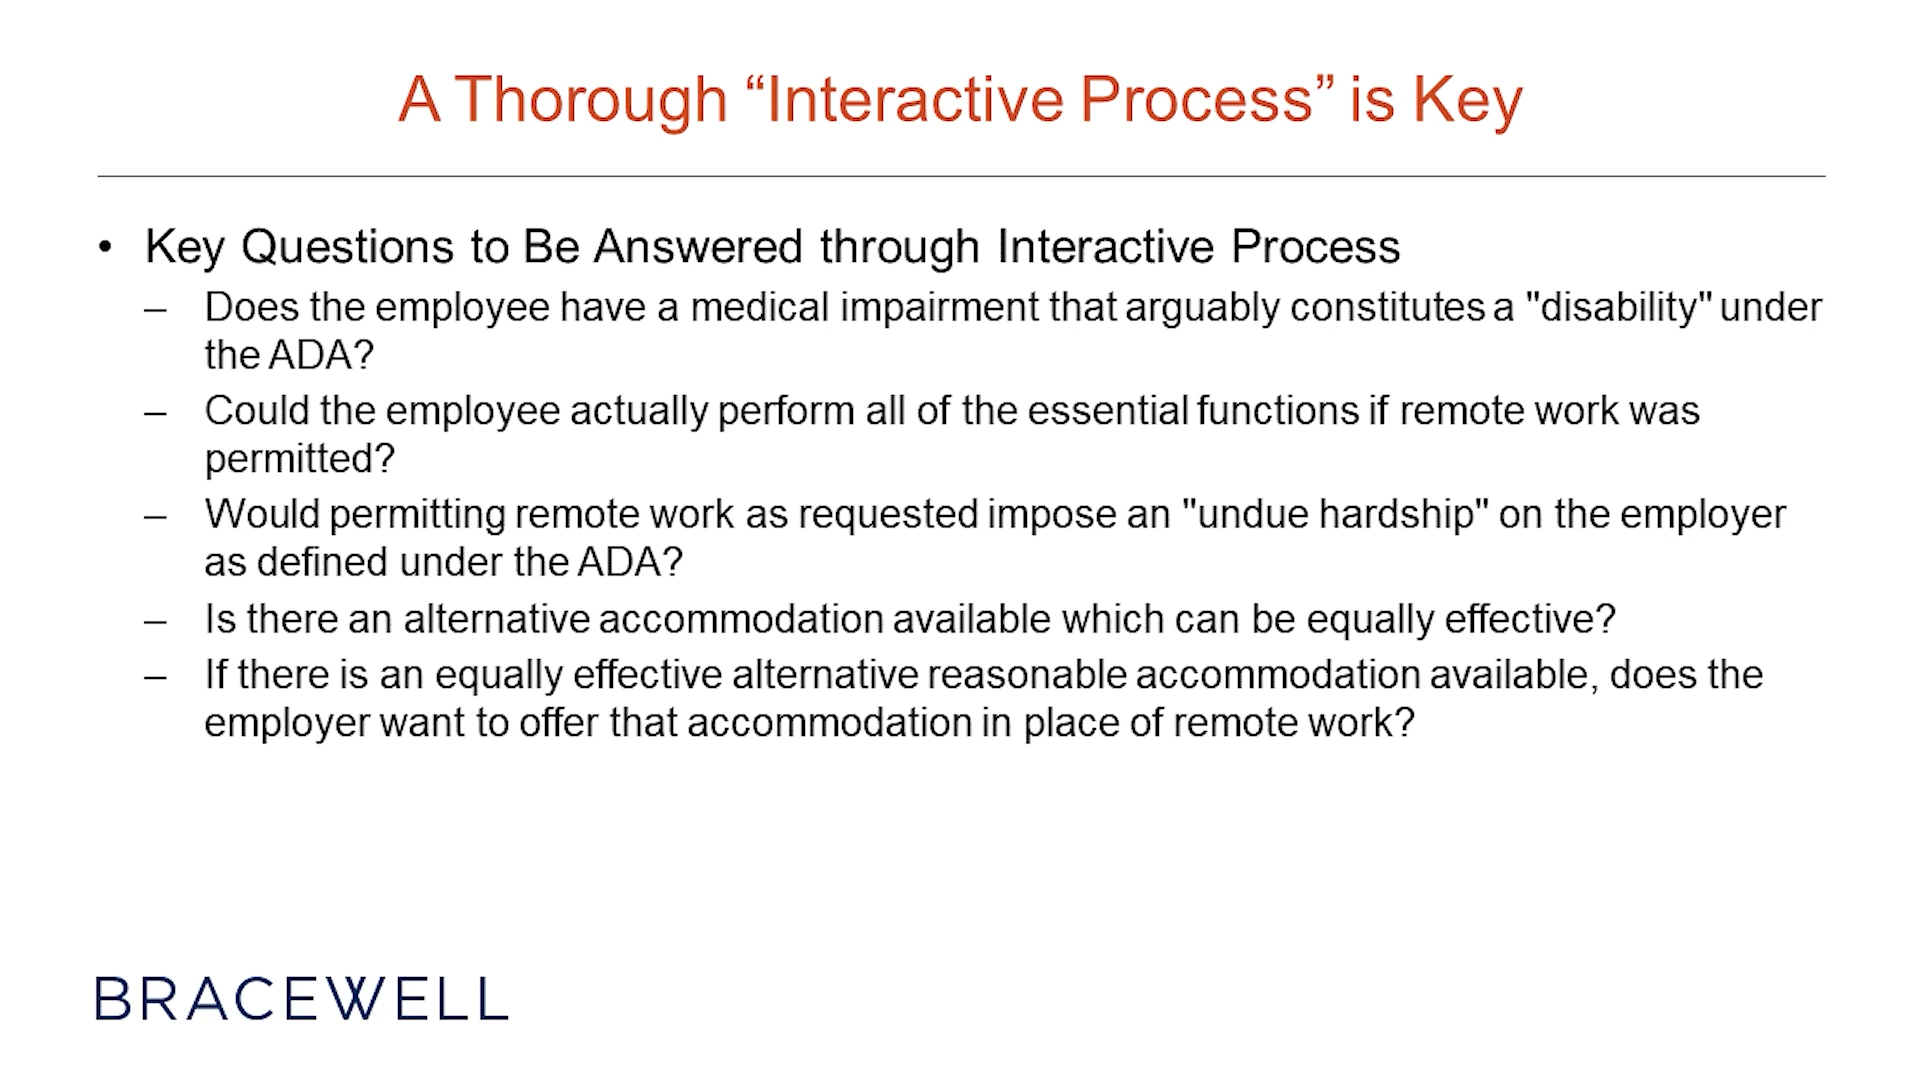 A Thorough “Interactive Process” is Key
• Key Questions to Be Answered through Interactive Process
– Does the employee have a medical impairment that arguably constitutes a "disability" under
the ADA?
– Could the employee actually perform all of the essential functions if remote work was
permitted?
– Would permitting remote work as requested impose an "undue hardship" on the employer
as defined under the ADA?
– Is there an alternative accommodation available which can be equally effective?
– If there is an equally effective alternative reasonable accommodation available, does the
employer want to offer that accommodation in place of remote work?
BRACEWELL